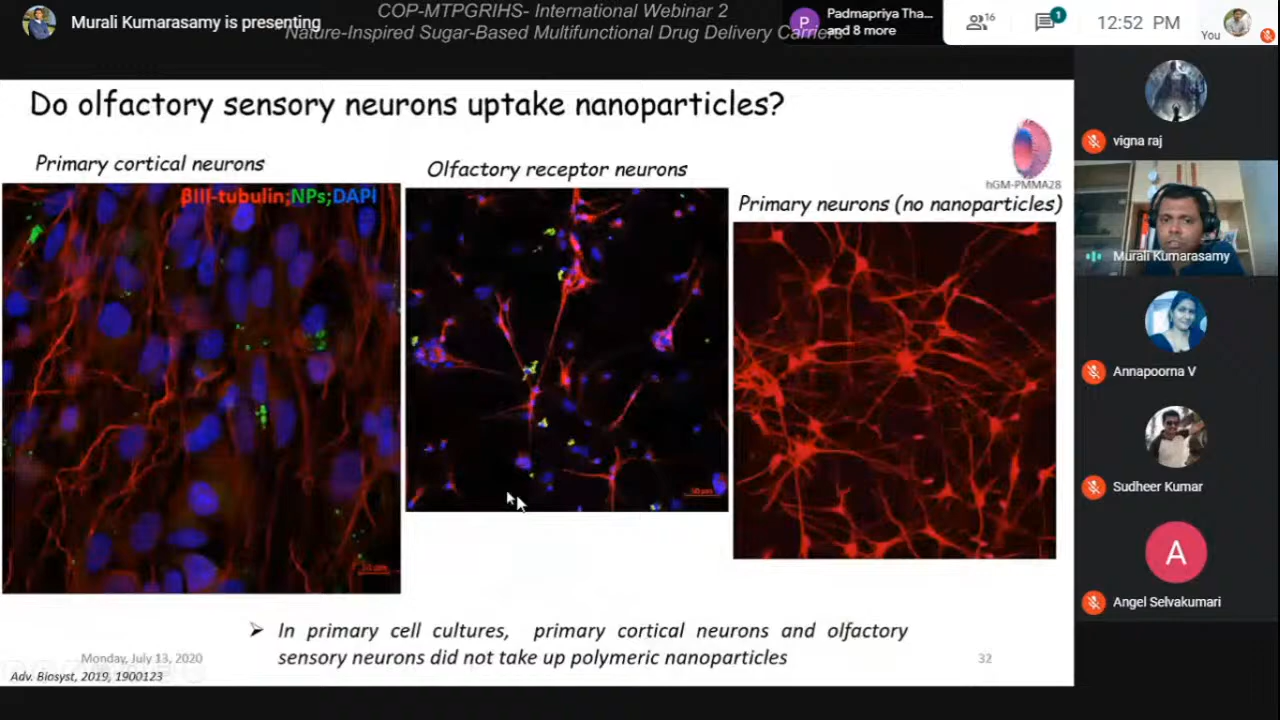 COP-MTPGRIHS- International Webinar 2
Murali Kumarasamy is presenting
Nature-Inspired Sugar-Based Multifunctional Drug Delivery Carriers
P
Padmapriya Tha...
and 8 more
16
1
12:52 PM
You
Do olfactory sensory neurons uptake nanoparticles?
Primary cortical neurons
Olfactory receptor neurons
hGM-PMMA28
Primary neurons (no nanoparticles)
βIII-tubulin;NPs;DAPI
In primary cell cultures, primary cortical neurons and olfactory
sensory neurons did not take up polymeric nanoparticles
Monday, July 13, 2020
32
Adv. Biosyst, 2019, 1900123
vigna raj
Murali Kumarasamy
Annapoorna V
Sudheer Kumar
A
Angel Selvakumari